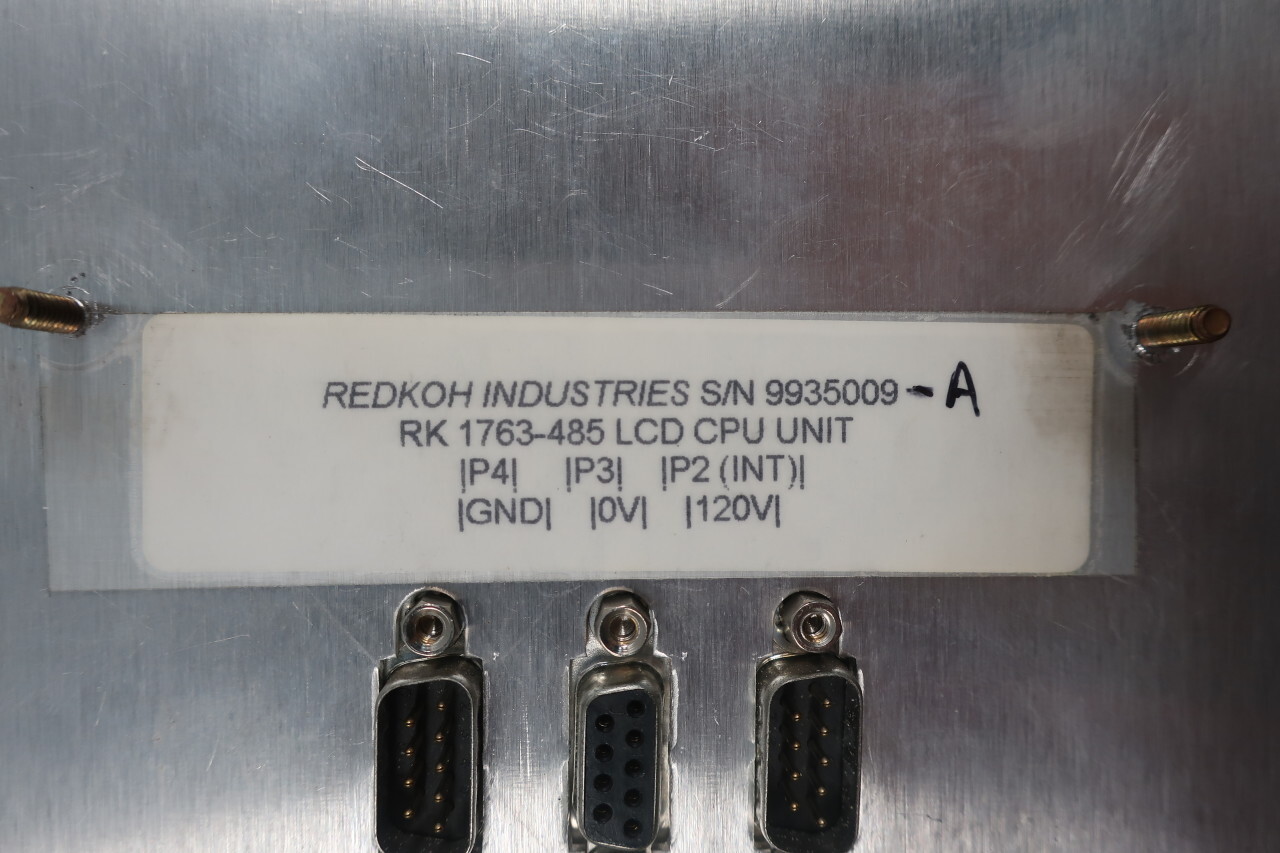 REDKOH INDUSTRIES S/N 9935009-A
RK 1763-485 LCD CPU UNIT
|P4| |P3| |P2 (INT)|
|GND| |0V| |120V|